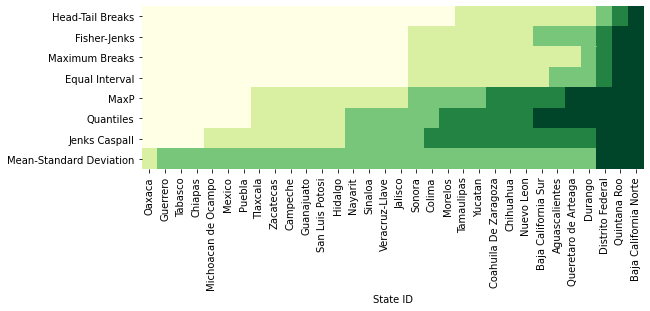 Head-Tail Breaks
Fisher-Jenks
Maximum Breaks
Equal Interval
MaxP
Quantiles
Jenks Caspall
Mean-Standard Deviation
Oaxaca
Guerrero
Tabasco
Chiapas
Michoacan de Ocampo
Mexico
Puebla
Tlaxcala
Zacatecas
Campeche
Guanajuato
San Luis Potosi
Hidalgo
Nayarit
Sinaloa
Veracruz-Llave
Jalisco
Sonora
Colima
Morelos
Tamaulipas
Yucatan
Coahuila De Zaragoza
Chihuahua
Nuevo Leon
Baja California Sur
Aguascalientes
Queretaro de Arteaga
Durango
Distrito Federal
Quintana Roo
Baja California Norte
State ID